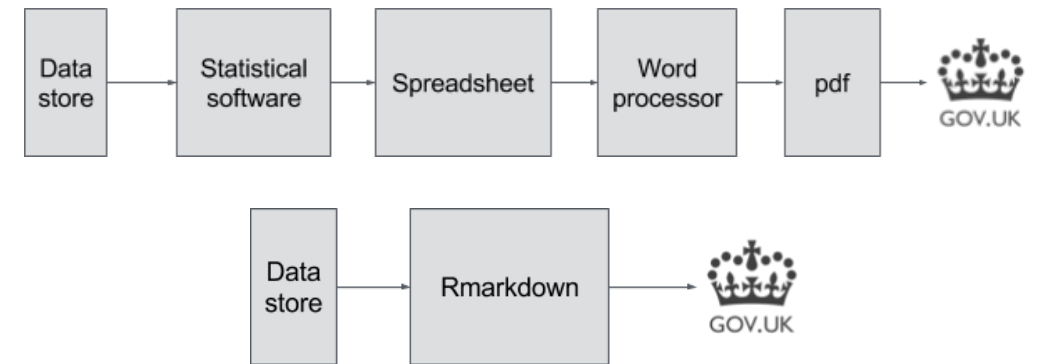 Data
store
Statistical
software
Spreadsheet
Word
processor
pdf
GOV.UK
Data
store
Rmarkdown
GOV.UK